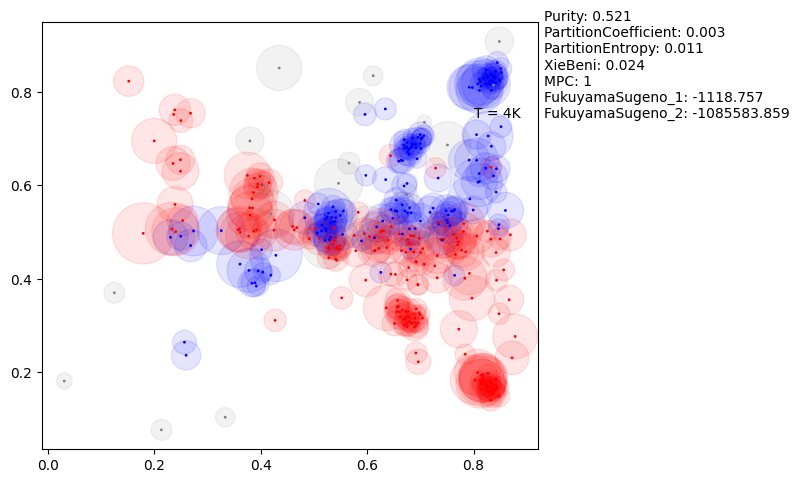 Purity: 0.521
PartitionCoefficient: 0.003
PartitionEntropy: 0.011
XieBeni: 0.024
MPC: 1
FukuyamaSugeno_1: -1118.757
FukuyamaSugeno_2: -1085583.859
T = 4K
0.8
0.6
0.4
0.2
0.0 0.2 0.4 0.6 0.8